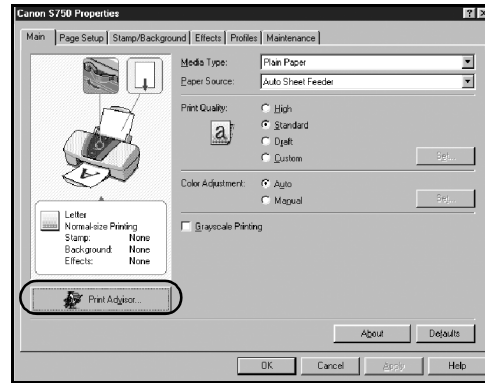 Canon S750 Properties
Main Page Setup Stamp/Background Effects Profiles Maintenance
Media Type: Plain Paper
Paper Source: Auto Sheet Feeder
Print Quality: High
Standard
Draft
Custom
Set...
Color Adjustment: Auto
Manual
Set...
Grayscale Printing
Letter
Normal-size Printing
Stamp: None
Background: None
Effects: None
Print Advisor...
About Defaults
OK Cancel Apply Help